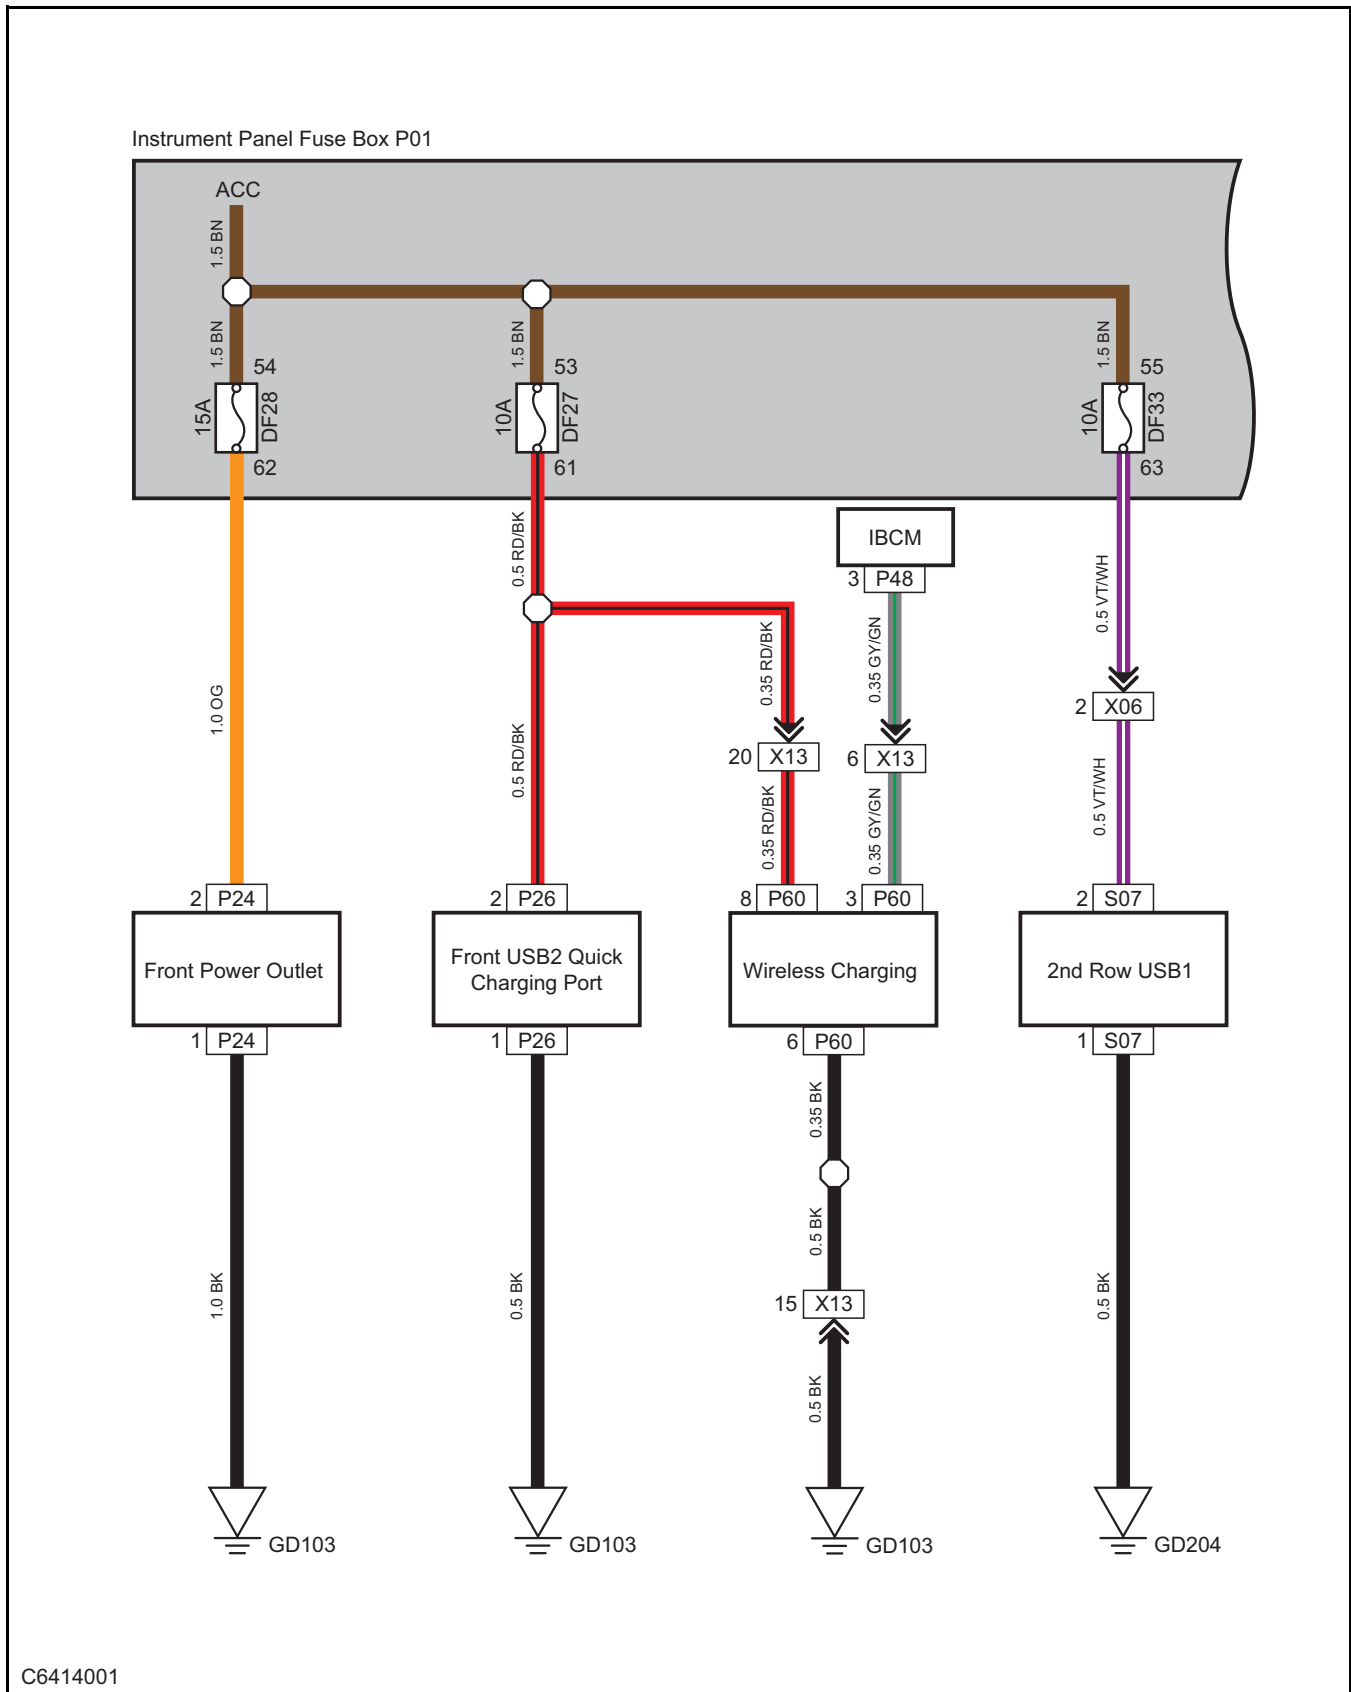 Instrument Panel Fuse Box P01
ACC
1.5 BN
1.5 BN
1.5 BN
1.5 BN
54
53
55
15A
DF28
10A
DF27
10A
DF33
62
61
63
IBCM
3 P48
0.5 RD/BK
0.35 RD/BK
0.35 GY/GN
0.5 VT/WH
1.0 OG
0.5 RD/BK
2 X06
20 X13
6 X13
0.35 RD/BK
0.35 GY/GN
0.5 VT/WH
2 P24
2 P26
8 P60
3 P60
2 S07
Front Power Outlet
Front USB2 Quick
Charging Port
Wireless Charging
2nd Row USB1
1 P24
1 P26
6 P60
1 S07
0.35 BK
0.5 BK
1.0 BK
0.5 BK
15 X13
0.5 BK
0.5 BK
GD103
GD103
GD103
GD204
C6414001